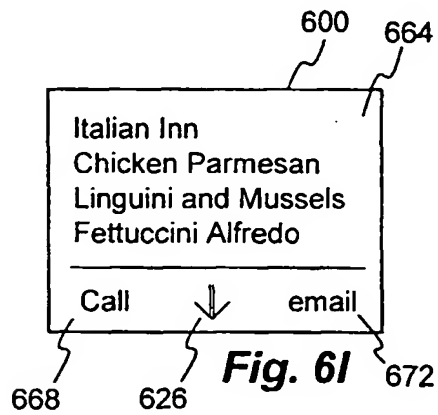 600
664
Italian Inn
Chicken Parmesan
Linguini and Mussels
Fettuccini Alfredo
Call
email
668
626
Fig. 6I
672